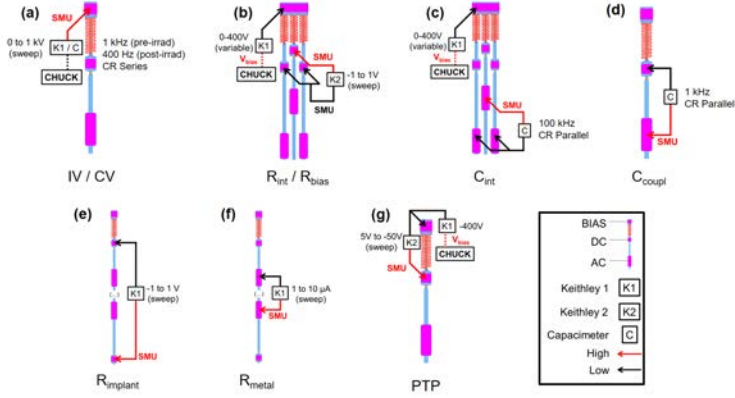 (a)
SMU
0 to 1 kV
(sweep)
K1 / C
CHUCK
1 kHz (pre-irrad)
400 Hz (post-irrad)
CR Series
IV / CV
(b)
0-400V
(variable)
K1
Vbias
CHUCK
SMU
K2
-1 to 1V
(sweep)
SMU
Rint / Rbias
(c)
0-400V
(variable)
K1
Vbias
CHUCK
SMU
C
100 kHz
CR Parallel
Cint
(d)
C
1 kHz
CR Parallel
SMU
Ccoupl
(e)
K1
-1 to 1 V
(sweep)
SMU
Rimplant
(f)
K1
1 to 10 µA
(sweep)
SMU
Rmetal
(g)
5V to -50V
(sweep)
K2
K1
-400V
Vbias
CHUCK
SMU
PTP
BIAS
DC
AC
Keithley 1 K1
Keithley 2 K2
Capacimeter C
High
Low